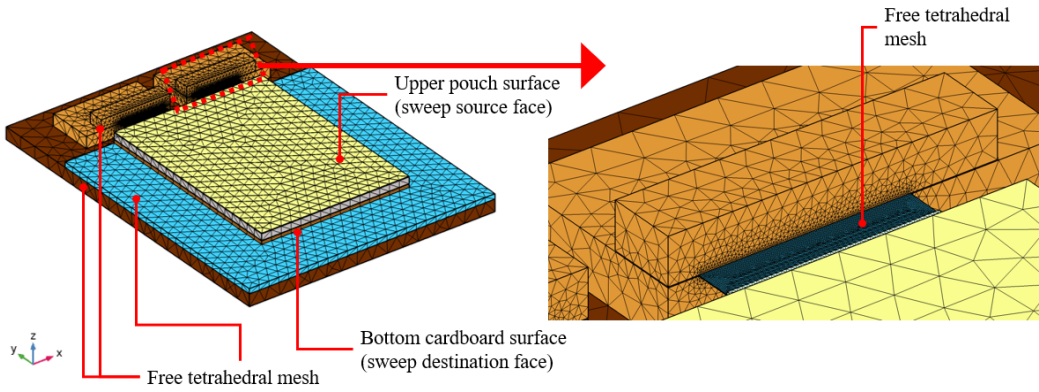 Free tetrahedral
mesh
Upper pouch surface
(sweep source face)
Bottom cardboard surface
(sweep destination face)
Free tetrahedral mesh
z
y
x